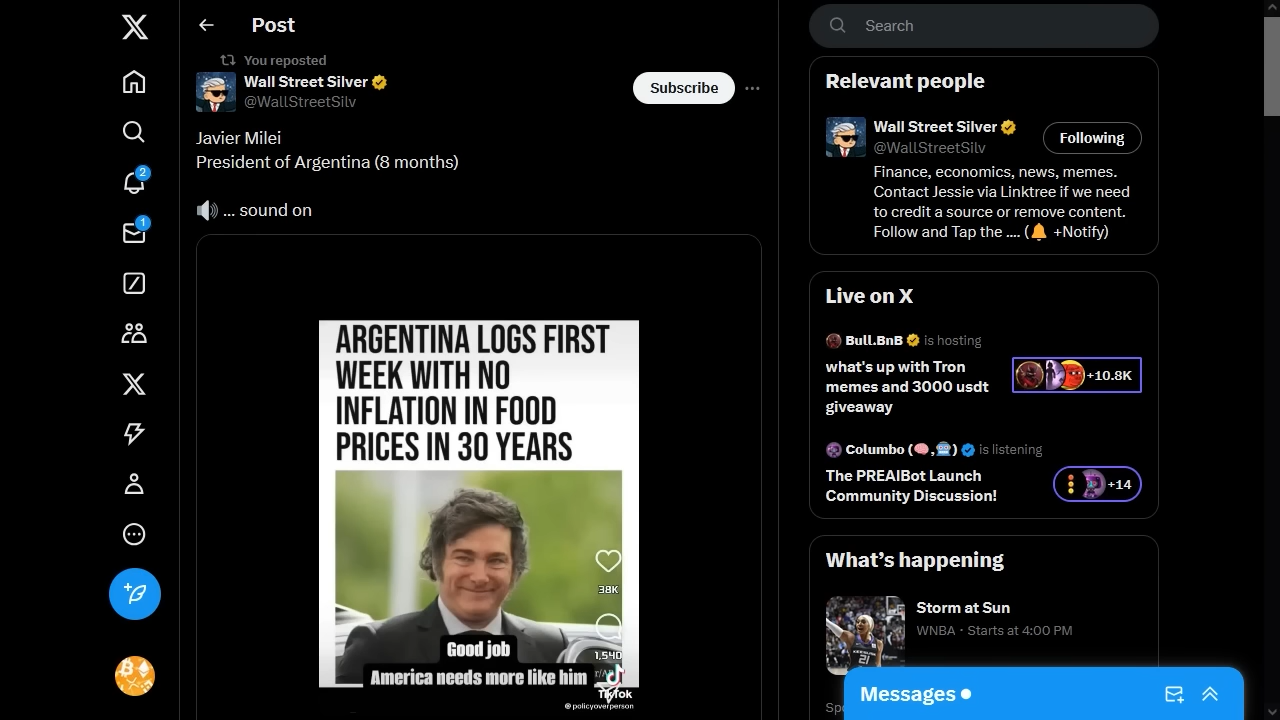 Post
You reposted
Wall Street Silver
@WallStreetSilv
Subscribe
Javier Milei
President of Argentina (8 months)
... sound on
ARGENTINA LOGS FIRST
WEEK WITH NO
INFLATION IN FOOD
PRICES IN 30 YEARS
38K
1,540
Good job
America needs more like him
TikTok
@policyoverperson
2
1
Search
Relevant people
Wall Street Silver
@WallStreetSilv
Following
Finance, economics, news, memes.
Contact Jessie via Linktree if we need
to credit a source or remove content.
Follow and Tap the .... (🔔 +Notify)
Live on X
Bull.BnB is hosting
what's up with Tron
memes and 3000 usdt
giveaway
+10.8K
Columbo (🧠,🤖) is listening
The PREAIBot Launch
Community Discussion!
+14
What's happening
Storm at Sun
WNBA · Starts at 4:00 PM
Messages